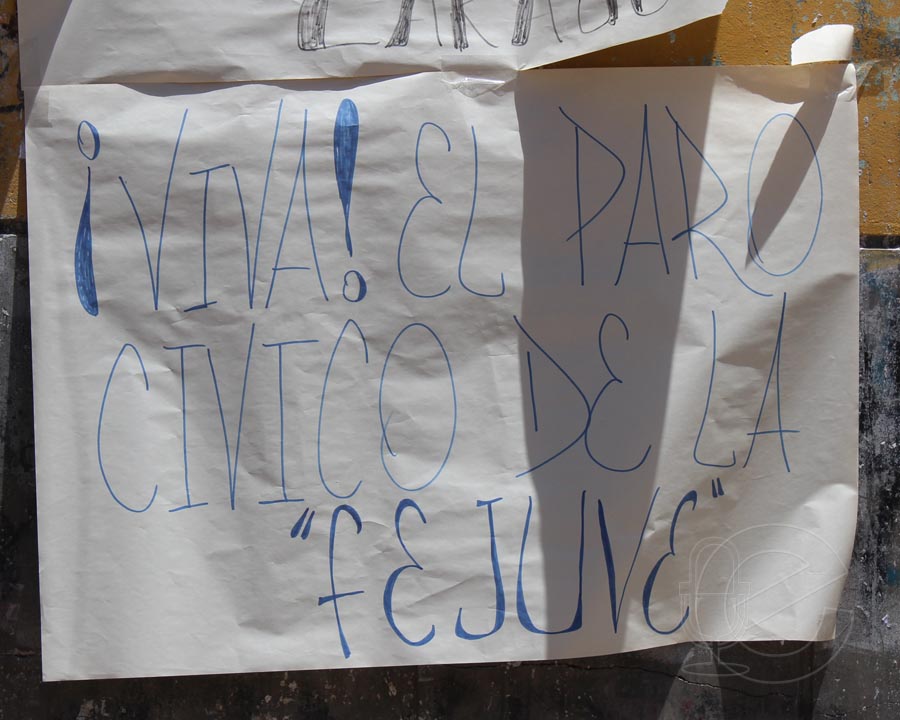 ¡VIVA! EL PARO
CIVICO DE LA
"FEJUVE"